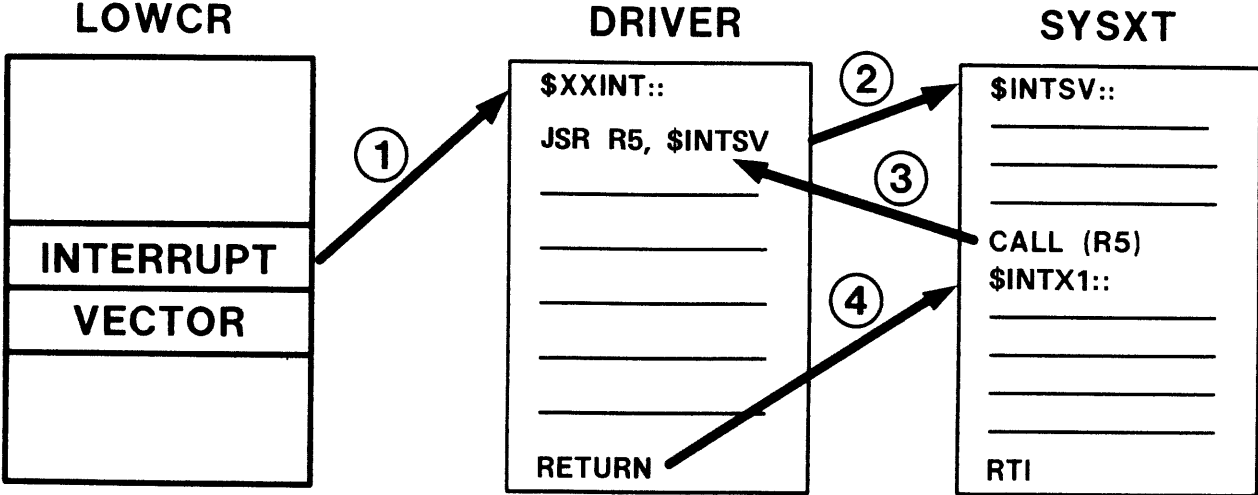 LOWCR
INTERRUPT
VECTOR
①
DRIVER
$XXINT::
JSR R5, $INTSV
RETURN
②
③
④
SYSXT
$INTSV::
CALL (R5)
$INTX1::
RTI